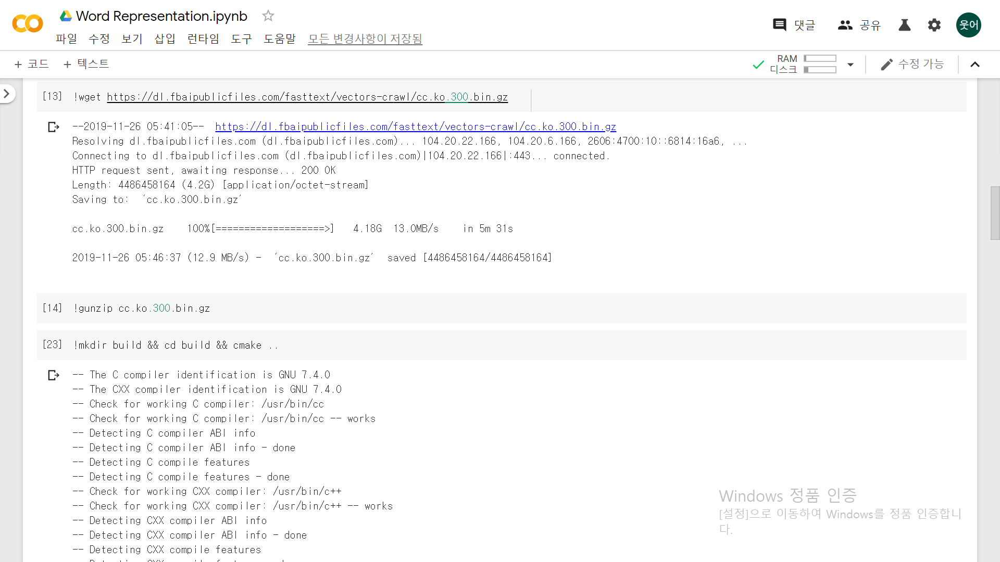 Word Representation.ipynb
댓글
공유
웃어
파일 수정 보기 삽입 런타임 도구 도움말 모든 변경사항이 저장됨
+ 코드 + 텍스트
RAM
디스크
수정 가능
[13] !wget https://dl.fbaipublicfiles.com/fasttext/vectors-crawl/cc.ko.300.bin.gz
--2019-11-26 05:41:05-- https://dl.fbaipublicfiles.com/fasttext/vectors-crawl/cc.ko.300.bin.gz
Resolving dl.fbaipublicfiles.com (dl.fbaipublicfiles.com)... 104.20.22.166, 104.20.6.166, 2606:4700:10::6814:16a6, ...
Connecting to dl.fbaipublicfiles.com (dl.fbaipublicfiles.com)|104.20.22.166|:443... connected.
HTTP request sent, awaiting response... 200 OK
Length: 4486458164 (4.2G) [application/octet-stream]
Saving to: ‘cc.ko.300.bin.gz’
cc.ko.300.bin.gz 100%[===================>] 4.18G 13.0MB/s in 5m 31s
2019-11-26 05:46:37 (12.9 MB/s) - ‘cc.ko.300.bin.gz’ saved [4486458164/4486458164]
[14] !gunzip cc.ko.300.bin.gz
[23] !mkdir build && cd build && cmake ..
-- The C compiler identification is GNU 7.4.0
-- The CXX compiler identification is GNU 7.4.0
-- Check for working C compiler: /usr/bin/cc
-- Check for working C compiler: /usr/bin/cc -- works
-- Detecting C compiler ABI info
-- Detecting C compiler ABI info - done
-- Detecting C compile features
-- Detecting C compile features - done
-- Check for working CXX compiler: /usr/bin/c++
-- Check for working CXX compiler: /usr/bin/c++ -- works
-- Detecting CXX compiler ABI info
-- Detecting CXX compiler ABI info - done
-- Detecting CXX compile features
Windows 정품 인증
[설정]으로 이동하여 Windows를 정품 인증합니
다.